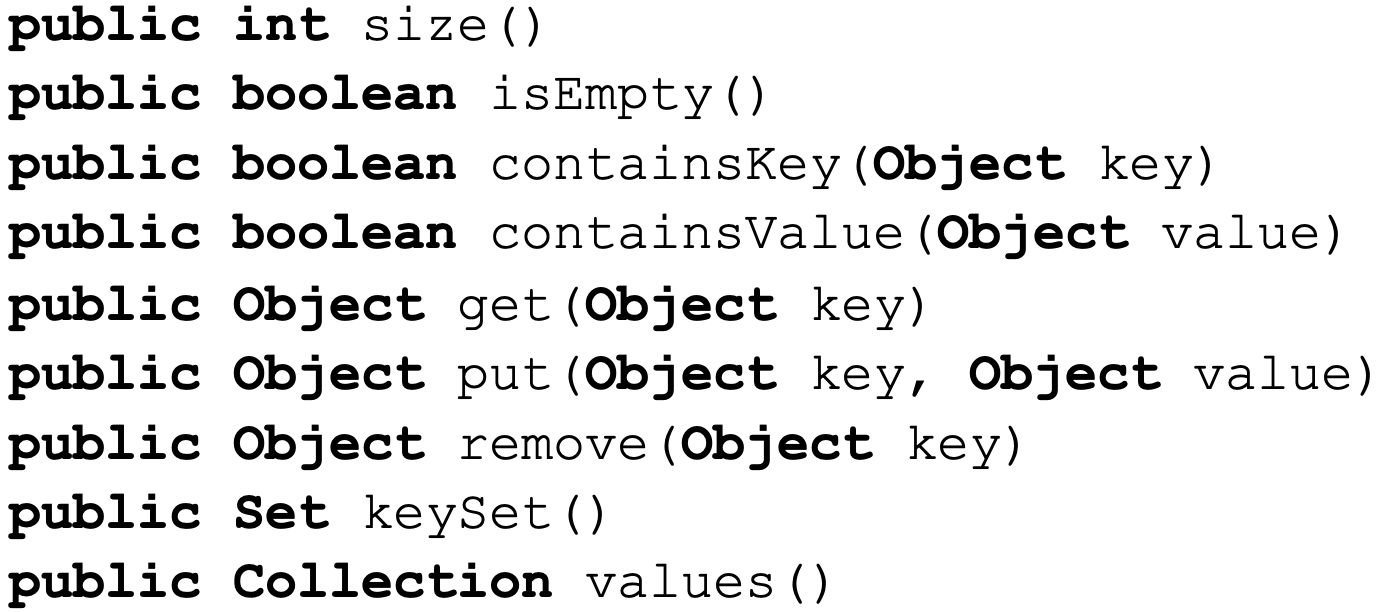 public int size()
public boolean isEmpty()
public boolean containsKey(Object key)
public boolean containsValue(Object value)
public Object get(Object key)
public Object put(Object key, Object value)
public Object remove(Object key)
public Set keySet()
public Collection values()